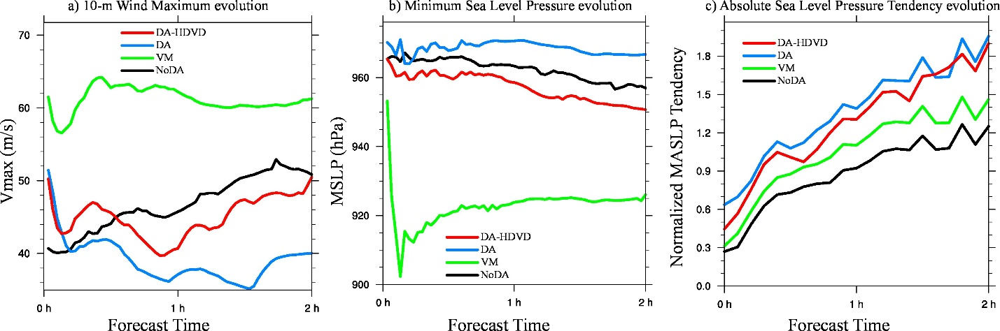 a) 10-m Wind Maximum evolution
70
60
50
40
Vmax (m/s)
DA-HDVD
DA
VM
NoDA
0 h
1 h
2 h
Forecast Time
b) Minimum Sea Level Pressure evolution
960
940
920
900
MSLP (hPa)
DA-HDVD
DA
VM
NoDA
0 h
1 h
2 h
Forecast Time
c) Absolute Sea Level Pressure Tendency evolution
1.8
1.5
1.2
0.9
0.6
0.3
0.0
Normalized MASLP Tendency
DA-HDVD
DA
VM
NoDA
0 h
1 h
2 h
Forecast Time